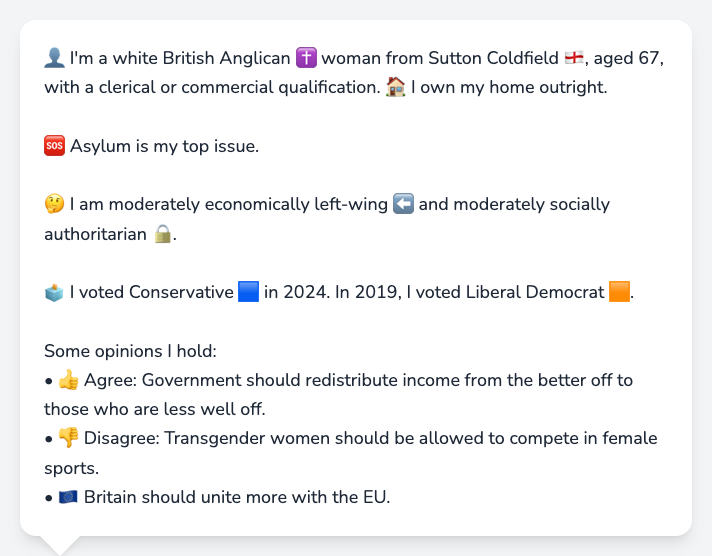 👤 I'm a white British Anglican ✝️ woman from Sutton Coldfield 🏴󠁧󠁢󠁥󠁮󠁧󠁿, aged 67,
with a clerical or commercial qualification. 🏠 I own my home outright.
🆘 Asylum is my top issue.
🤔 I am moderately economically left-wing ⬅️ and moderately socially
authoritarian 🔒.
🗳️ I voted Conservative 🟦 in 2024. In 2019, I voted Liberal Democrat 🟧.
Some opinions I hold:
• 👍 Agree: Government should redistribute income from the better off to
those who are less well off.
• 👎 Disagree: Transgender women should be allowed to compete in female
sports.
• 🇪🇺 Britain should unite more with the EU.